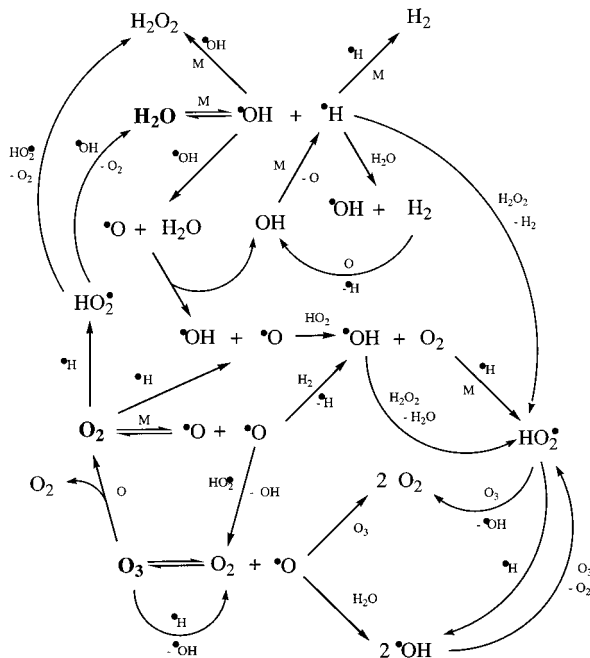 H₂O₂
H₂
•OH
M
•H
M
H₂O
M
•OH + •H
HO₂•
- O₂
•OH
- O₂
•OH
M
- O
H₂O
H₂O₂
- H₂
•O + H₂O
OH
•OH + H₂
O
- •H
HO₂•
•OH + •O
HO₂
•OH + O₂
•H
•H
H₂
- •H
H₂O₂
- H₂O
•H
M
O₂
M
•O + •O
HO₂•
O₂
O
HO₂•
- OH
2 O₂
O₃
- •OH
O₃
O₂ + •O
O₃
•H
O₃
- O₂
•H
- •OH
H₂O
2 •OH